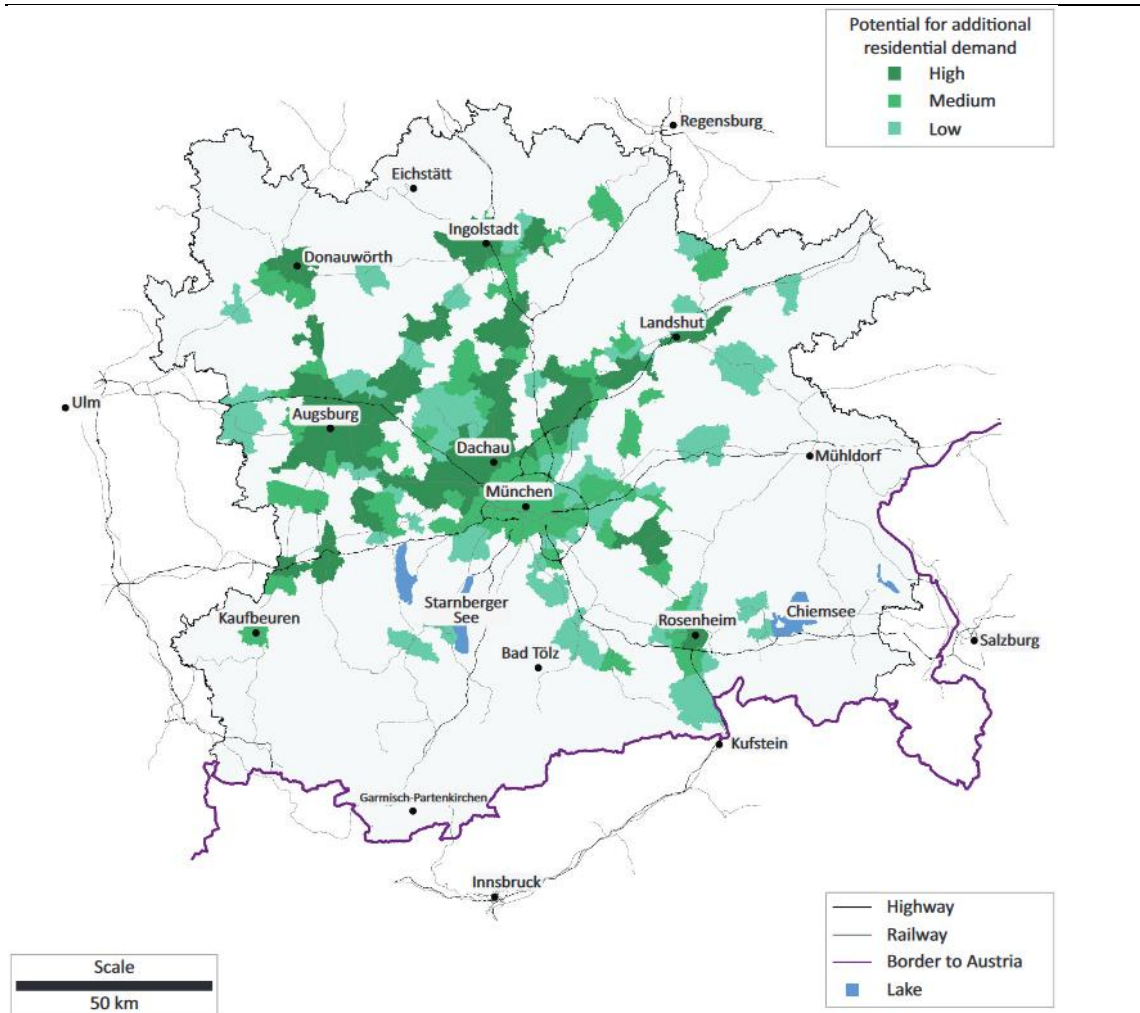 Potential for additional
residential demand
High
Medium
Low
Regensburg
Eichstätt
Ingolstadt
Donauwörth
Landshut
Ulm
Augsburg
Dachau
Mühldorf
München
Kaufbeuren
Starnberger
See
Rosenheim
Chiemsee
Salzburg
Bad Tölz
Kufstein
Garmisch-Partenkirchen
Innsbruck
Highway
Railway
Border to Austria
Lake
Scale
50 km